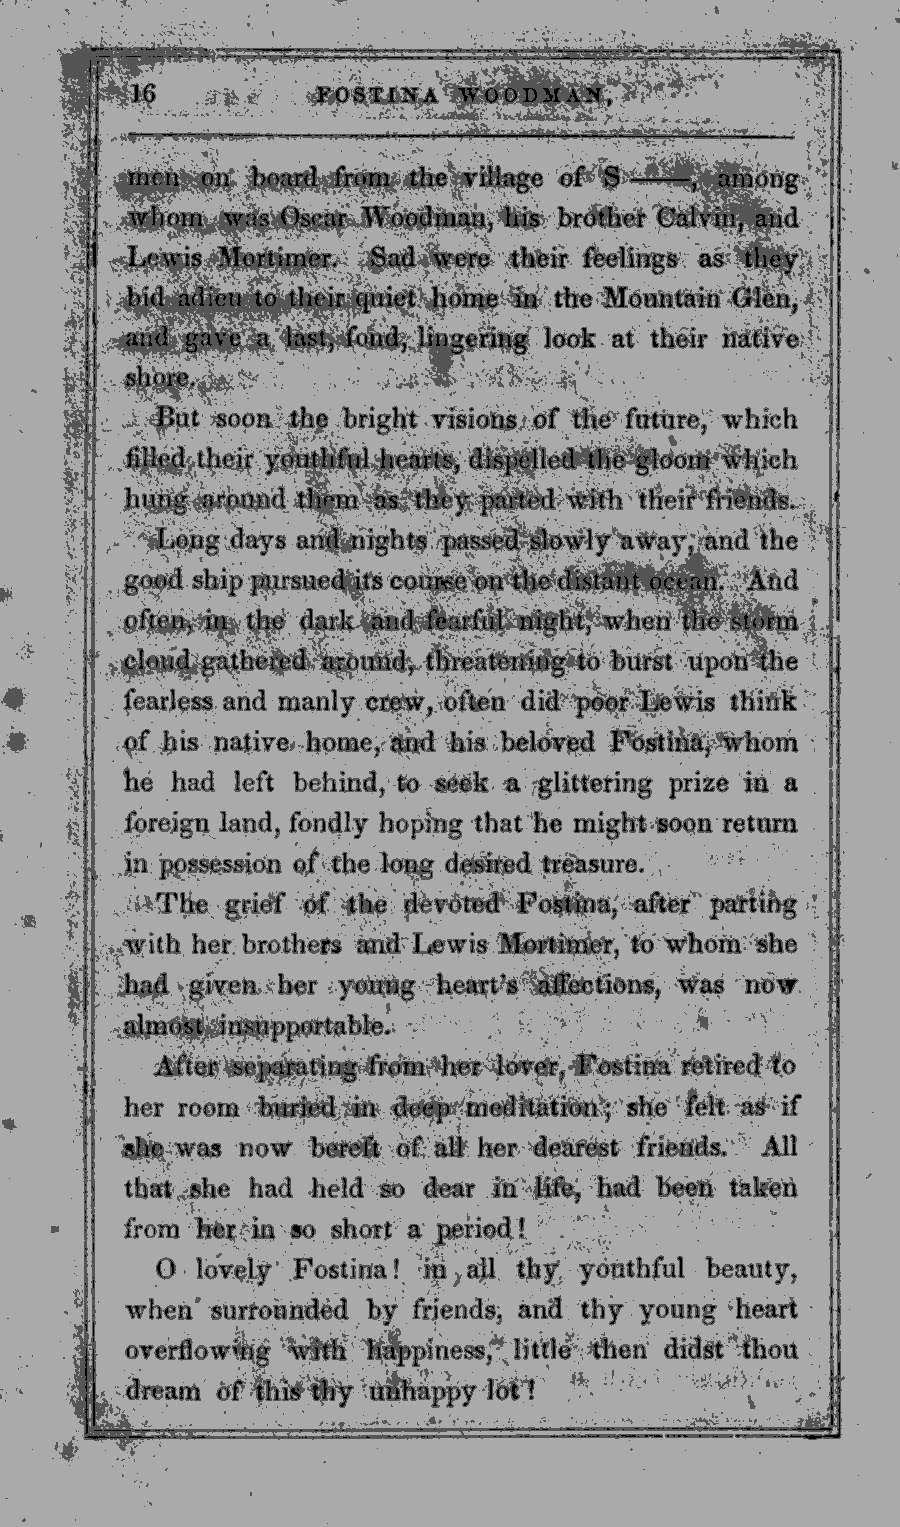 16 FOSTINA WOODMAN,
men on board from the village of S——, among
whom was Oscar Woodman, his brother Calvin, and
Lewis Mortimer. Sad were their feelings as they
bid adieu to their quiet home in the Mountain Glen,
and gave a last, fond, lingering look at their native
shore.
But soon the bright visions of the future, which
filled their youthful hearts, dispelled the gloom which
hung around them as they parted with their friends.
Long days and nights passed slowly away, and the
good ship pursued its course on the distant ocean. And
often, in the dark and fearful night, when the storm
cloud gathered around, threatening to burst upon the
fearless and manly crew, often did poor Lewis think
of his native home, and his beloved Fostina, whom
he had left behind, to seek a glittering prize in a
foreign land, fondly hoping that he might soon return
in possession of the long desired treasure.
The grief of the devoted Fostina, after parting
with her brothers and Lewis Mortimer, to whom she
had given her young heart's affections, was now
almost insupportable.
After separating from her lover, Fostina retired to
her room buried in deep meditation; she felt as if
she was now bereft of all her dearest friends. All
that she had held so dear in life, had been taken
from her in so short a period!
O lovely Fostina! in all thy youthful beauty,
when surrounded by friends, and thy young heart
overflowing with happiness, little then didst thou
dream of this thy unhappy lot!